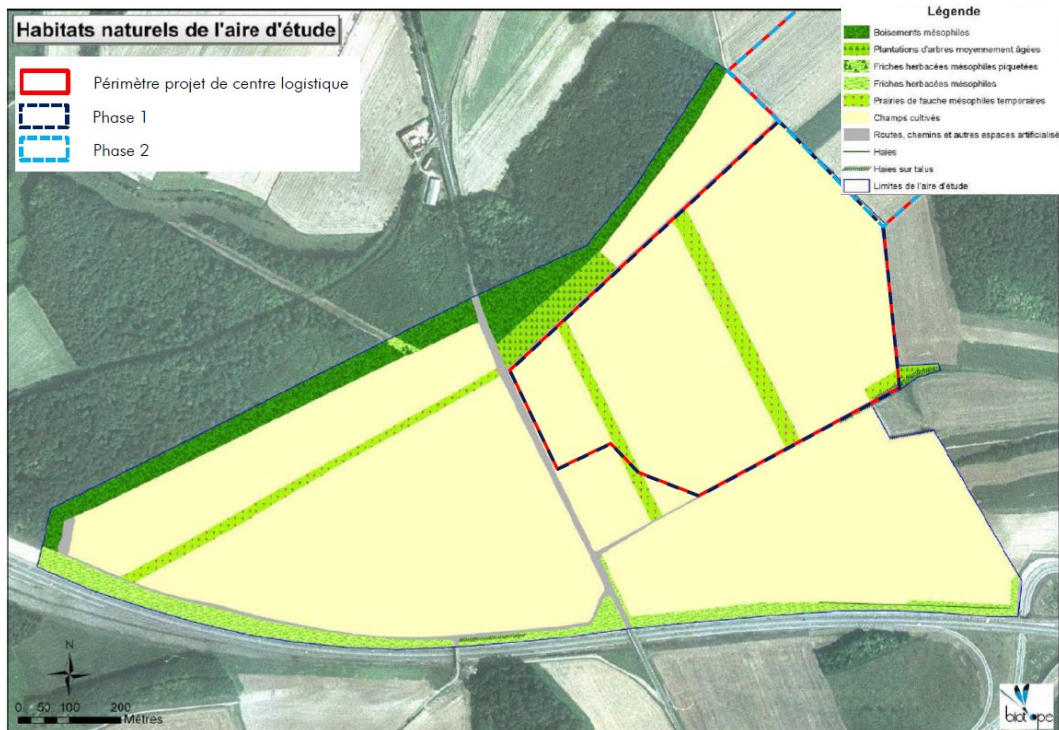 Habitats naturels de l'aire d'étude
Périmètre projet de centre logistique
Phase 1
Phase 2
Légende
Boisements mésophiles
Plantations d'arbres moyennement âgées
Friches herbacées mésophiles piquetées
Friches herbacées mésophiles
Prairies de fauche mésophiles temporaires
Champs cultivés
Routes, chemins et autres espaces artificialisé
Haies
Haies sur talus
Limites de l'aire d'étude
N
0 50 100 200
Mètres
biotope